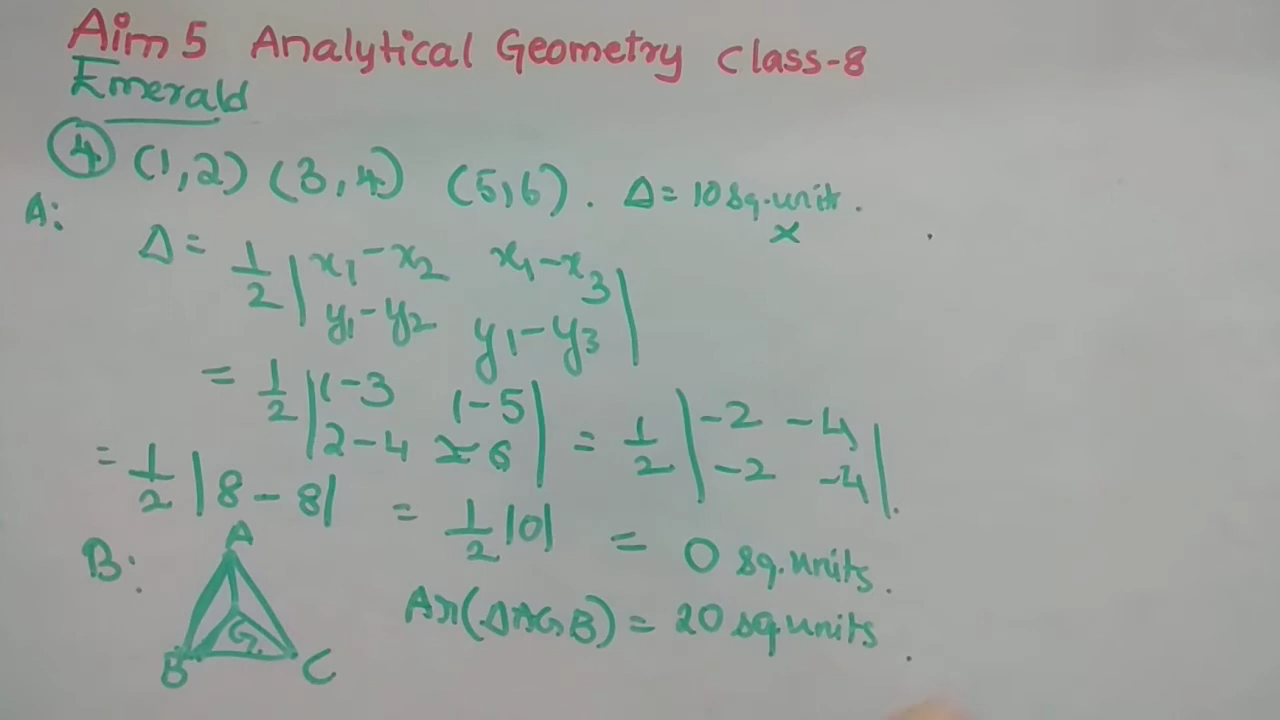 Aim 5 Analytical Geometry Class-8
Emerald
④ (1,2) (3,4) (5,6). Δ = 10 sq.units.
x
A:
Δ = 1/2 | x₁-x₂ x₁-x₃ |
| y₁-y₂ y₁-y₃ |
= 1/2 | 1-3 1-5 | = 1/2 | -2 -4 |
| 2-4 2-6 | | -2 -4 |.
= 1/2 |8-8| = 1/2 |0| = 0 sq.units.
B: A
Ar(ΔAGB) = 20 sq units
G
B C